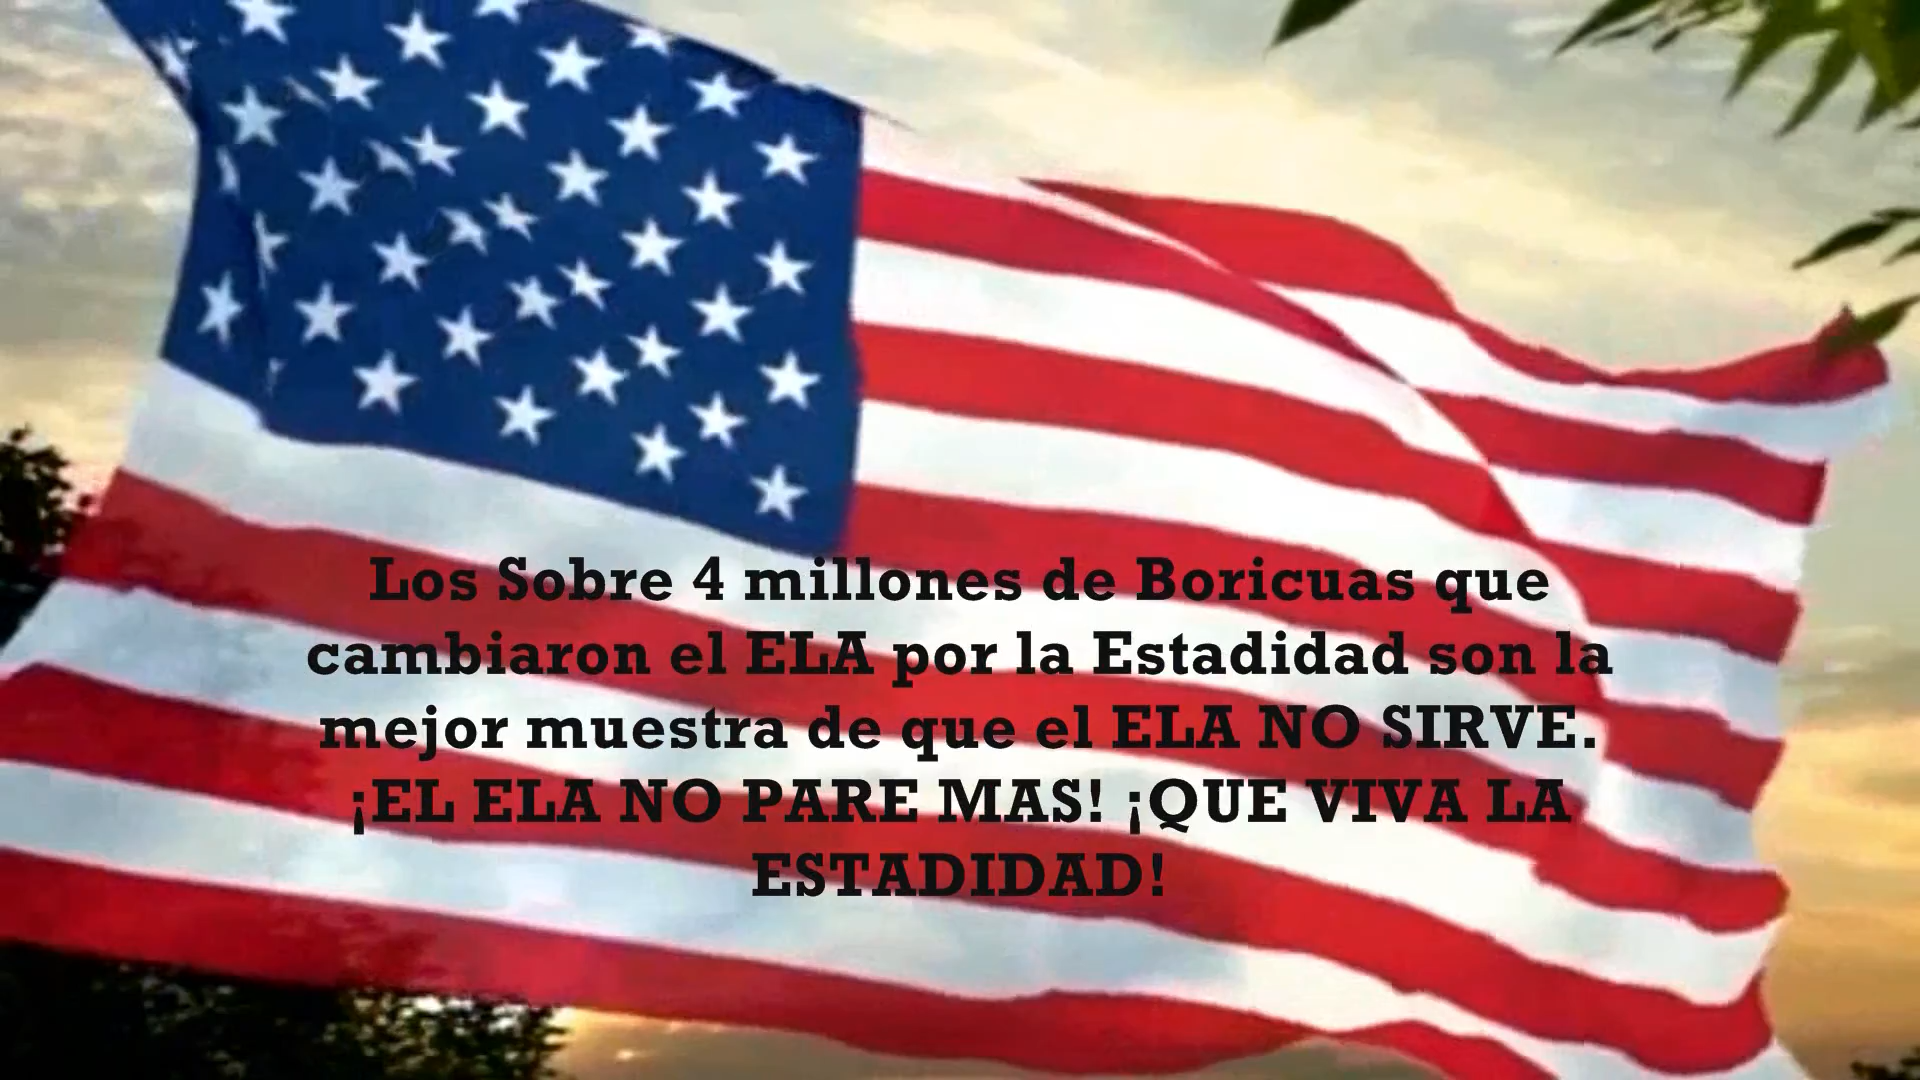 Los Sobre 4 millones de Boricuas que
cambiaron el ELA por la Estadidad son la
mejor muestra de que el ELA NO SIRVE.
¡EL ELA NO PARE MAS! ¡QUE VIVA LA
ESTADIDAD!